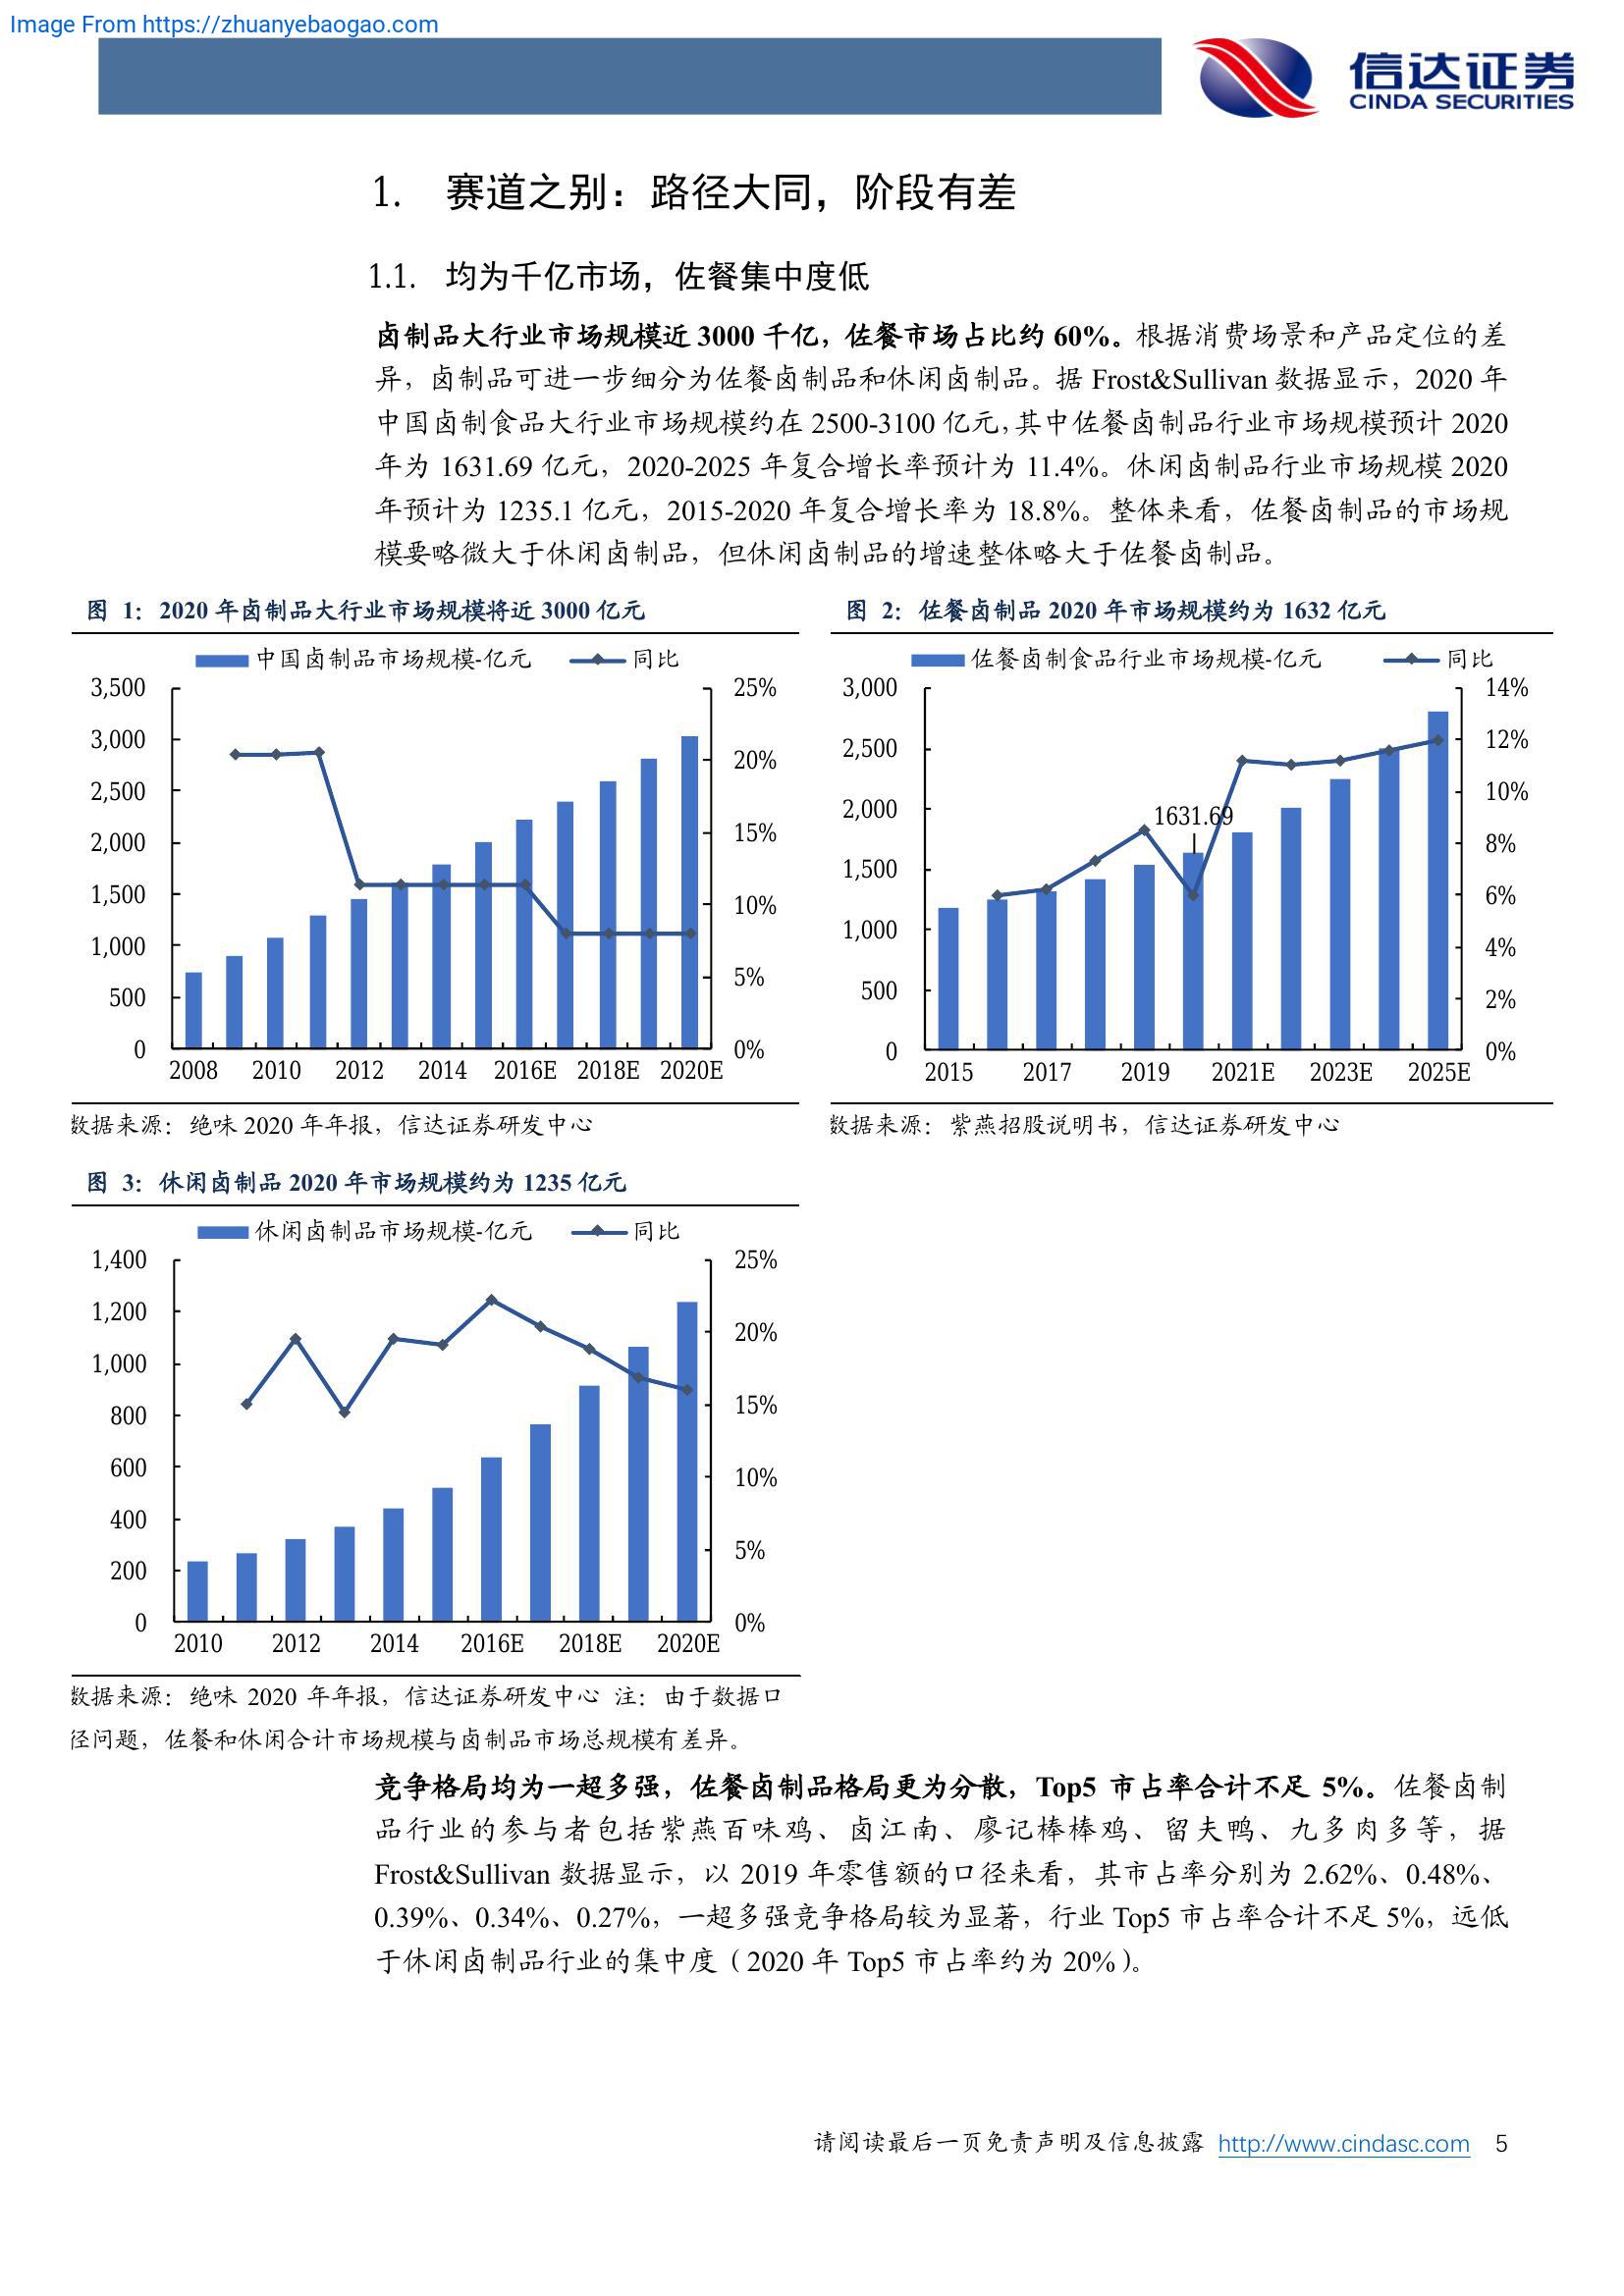 Image From https://zhuanyebaogao.com
信达证券
CINDA SECURITIES
1. 赛道之别：路径大同，阶段有差
1.1. 均为千亿市场，佐餐集中度低
卤制品大行业市场规模近 3000 千亿，佐餐市场占比约 60%。根据消费场景和产品定位的差
异，卤制品可进一步细分为佐餐卤制品和休闲卤制品。据 Frost&Sullivan 数据显示，2020 年
中国卤制食品大行业市场规模约在 2500-3100 亿元，其中佐餐卤制品行业市场规模预计 2020
年为 1631.69 亿元，2020-2025 年复合增长率预计为 11.4%。休闲卤制品行业市场规模 2020
年预计为 1235.1 亿元，2015-2020 年复合增长率为 18.8%。整体来看，佐餐卤制品的市场规
模要略微大于休闲卤制品，但休闲卤制品的增速整体略大于佐餐卤制品。
图 1：2020 年卤制品大行业市场规模将近 3000 亿元
中国卤制品市场规模-亿元 同比
3,500
3,000
2,500
2,000
1,500
1,000
500
0
25%
20%
15%
10%
5%
0%
2008 2010 2012 2014 2016E 2018E 2020E
数据来源：绝味 2020 年年报，信达证券研发中心
图 2：佐餐卤制品 2020 年市场规模约为 1632 亿元
佐餐卤制食品行业市场规模-亿元 同比
3,000
2,500
2,000
1,500
1,000
500
0
1631.69
14%
12%
10%
8%
6%
4%
2%
0%
2015 2017 2019 2021E 2023E 2025E
数据来源：紫燕招股说明书，信达证券研发中心
图 3：休闲卤制品 2020 年市场规模约为 1235 亿元
休闲卤制品市场规模-亿元 同比
1,400
1,200
1,000
800
600
400
200
0
25%
20%
15%
10%
5%
0%
2010 2012 2014 2016E 2018E 2020E
数据来源：绝味 2020 年年报，信达证券研发中心 注：由于数据口
径问题，佐餐和休闲合计市场规模与卤制品市场总规模有差异。
竞争格局均为一超多强，佐餐卤制品格局更为分散，Top5 市占率合计不足 5%。佐餐卤制
品行业的参与者包括紫燕百味鸡、卤江南、廖记棒棒鸡、留夫鸭、九多肉多等，据
Frost&Sullivan 数据显示，以 2019 年零售额的口径来看，其市占率分别为 2.62%、0.48%、
0.39%、0.34%、0.27%，一超多强竞争格局较为显著，行业 Top5 市占率合计不足 5%，远低
于休闲卤制品行业的集中度（2020 年 Top5 市占率约为 20%）。
请阅读最后一页免责声明及信息披露 http://www.cindasc.com 5